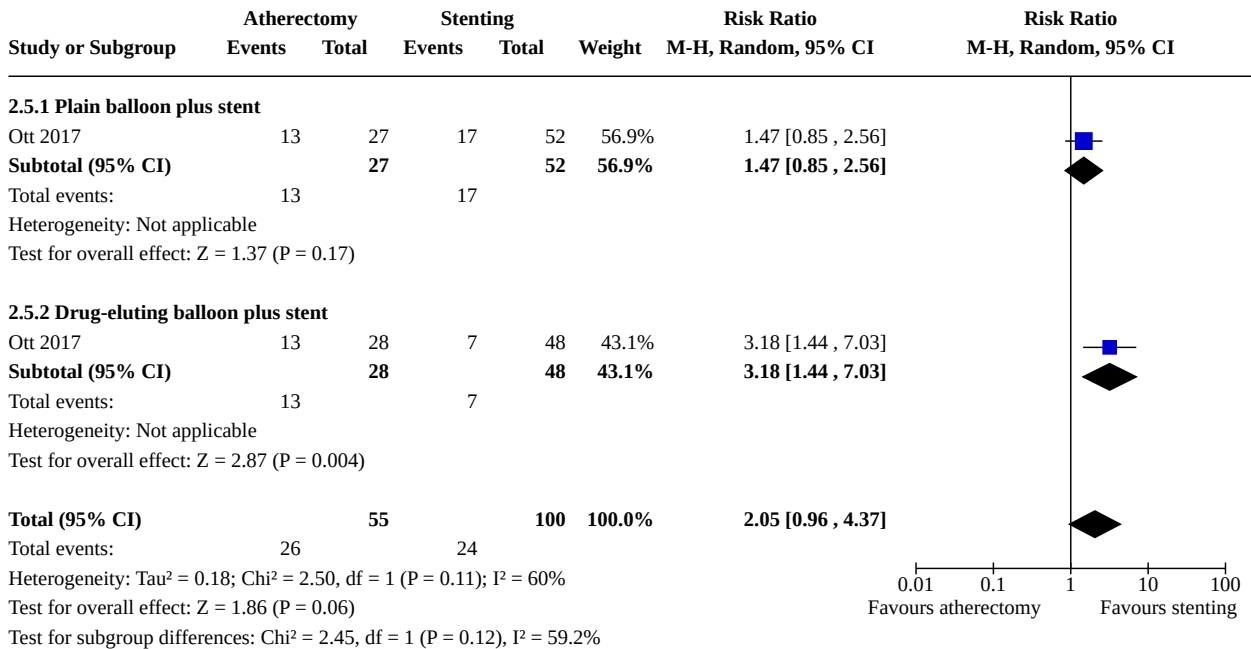 Atherectomy Stenting Risk Ratio Risk Ratio
Study or Subgroup Events Total Events Total Weight M-H, Random, 95% CI M-H, Random, 95% CI
2.5.1 Plain balloon plus stent
Ott 2017 13 27 17 52 56.9% 1.47 [0.85 , 2.56]
Subtotal (95% CI) 27 52 56.9% 1.47 [0.85 , 2.56]
Total events: 13 17
Heterogeneity: Not applicable
Test for overall effect: Z = 1.37 (P = 0.17)
2.5.2 Drug-eluting balloon plus stent
Ott 2017 13 28 7 48 43.1% 3.18 [1.44 , 7.03]
Subtotal (95% CI) 28 48 43.1% 3.18 [1.44 , 7.03]
Total events: 13 7
Heterogeneity: Not applicable
Test for overall effect: Z = 2.87 (P = 0.004)
Total (95% CI) 55 100 100.0% 2.05 [0.96 , 4.37]
Total events: 26 24
Heterogeneity: Tau² = 0.18; Chi² = 2.50, df = 1 (P = 0.11); I² = 60%
0.01 0.1 1 10 100
Test for overall effect: Z = 1.86 (P = 0.06) Favours atherectomy Favours stenting
Test for subgroup differences: Chi² = 2.45, df = 1 (P = 0.12), I² = 59.2%